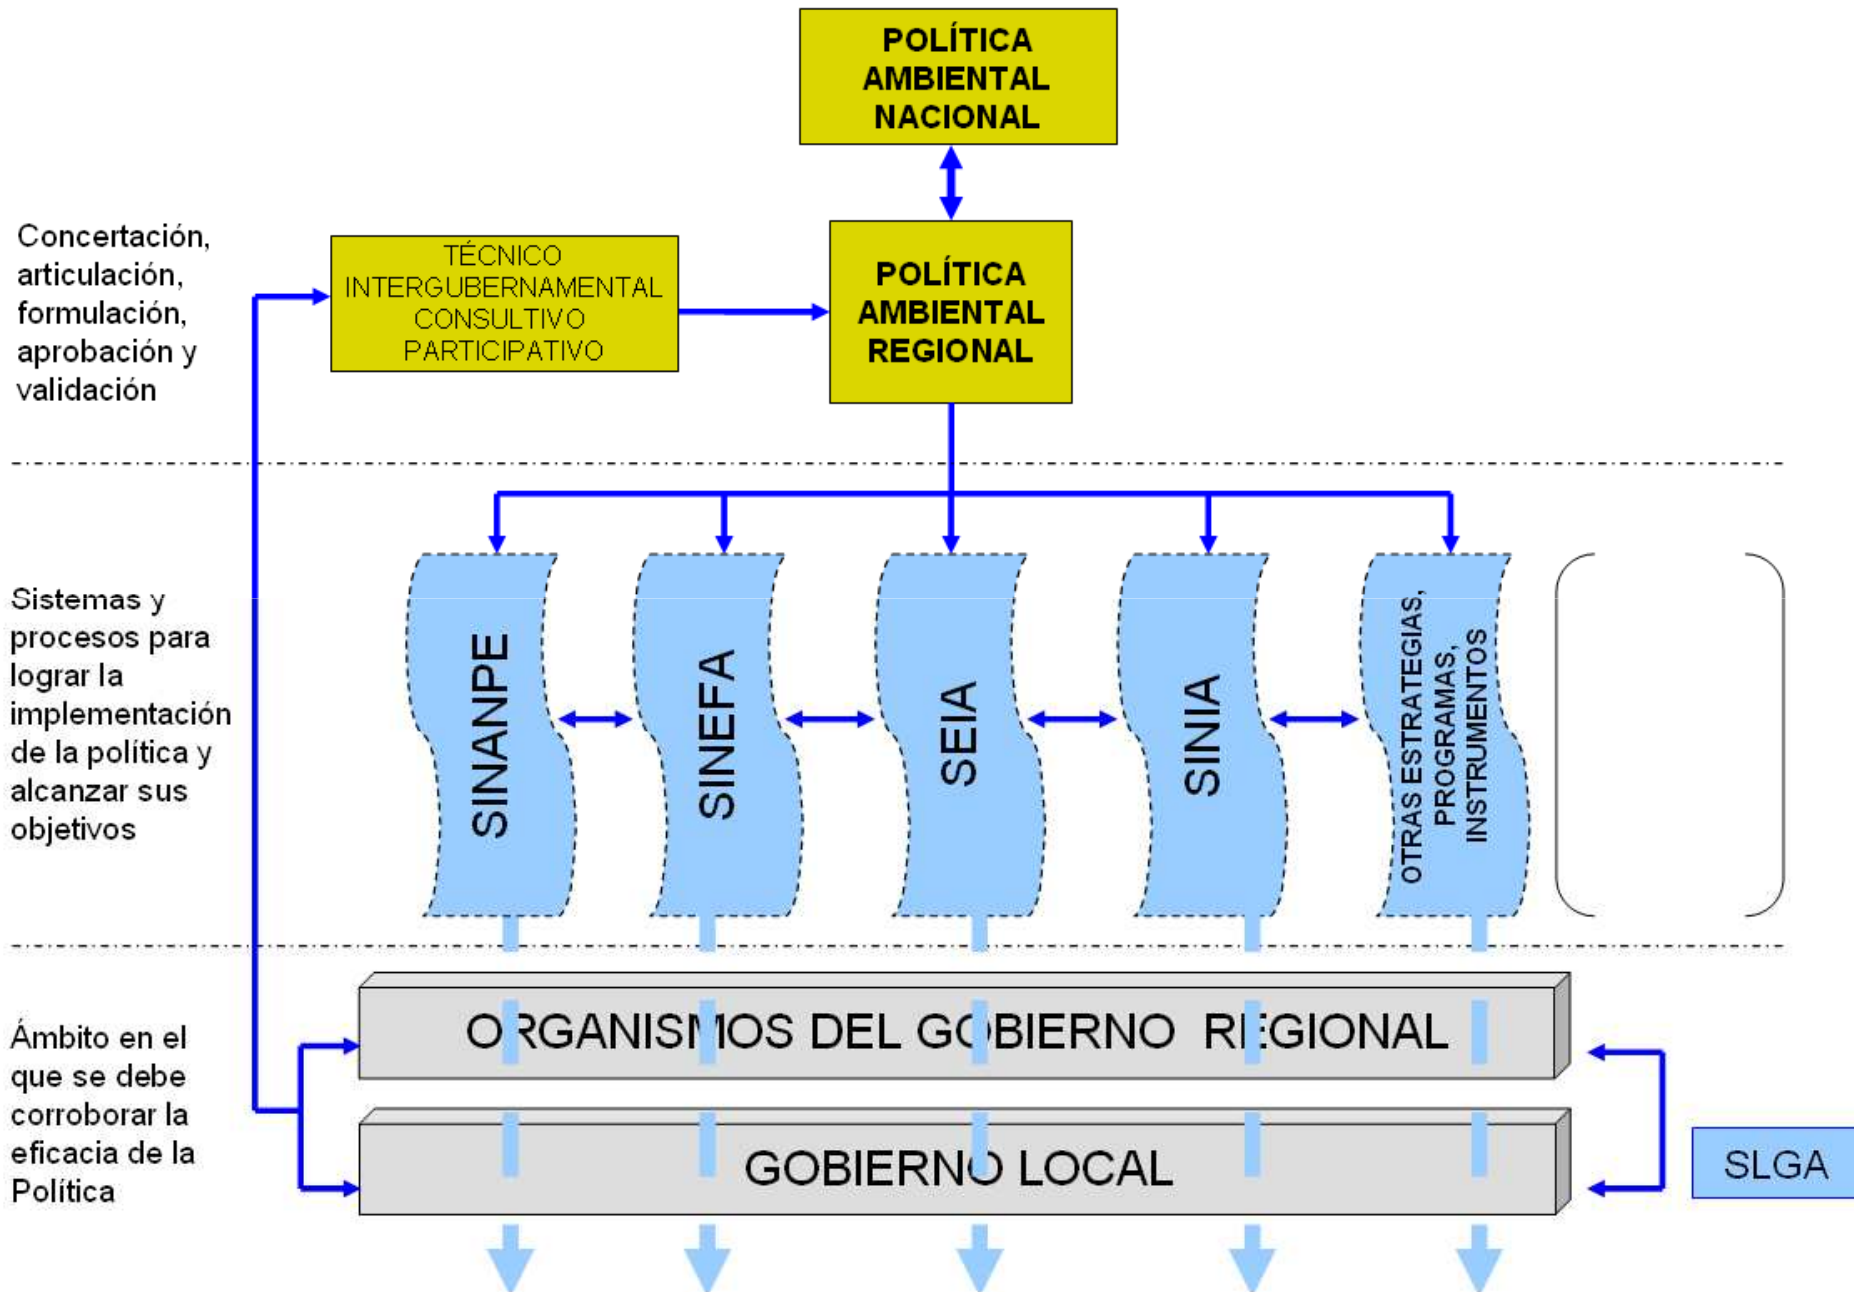 POLÍTICA
AMBIENTAL
NACIONAL
Concertación,
articulación,
formulación,
aprobación y
validación
TÉCNICO
INTERGUBERNAMENTAL
CONSULTIVO
PARTICIPATIVO
POLÍTICA
AMBIENTAL
REGIONAL
Sistemas y
procesos para
lograr la
implementación
de la política y
alcanzar sus
objetivos
SINANPE
SINEFA
SEIA
SINIA
OTRAS ESTRATEGIAS,
PROGRAMAS,
INSTRUMENTOS
Ámbito en el
que se debe
corroborar la
eficacia de la
Política
ORGANISMOS DEL GOBIERNO REGIONAL
GOBIERNO LOCAL
SLGA